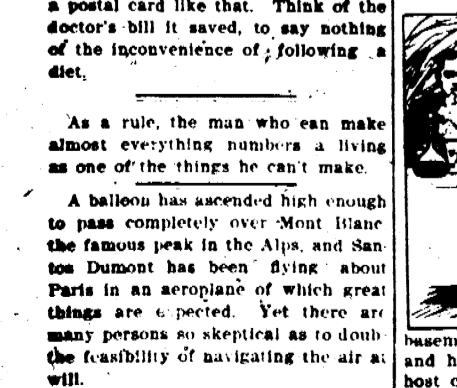 a postal card like that. Think of the
doctor's bill it saved, to say nothing
of the inconvenience of following a
diet.
As a rule, the man who can make
almost everything numbers a living
as one of the things he can't make.
A balloon has ascended high enough
to pass completely over Mont Blanc
the famous peak in the Alps, and San-
tos Dumont has been flying about
Paris in an aeroplane of which great
things are expected. Yet there are
many persons so skeptical as to doubt
the feasibility of navigating the air at
will.
basem
and h
host